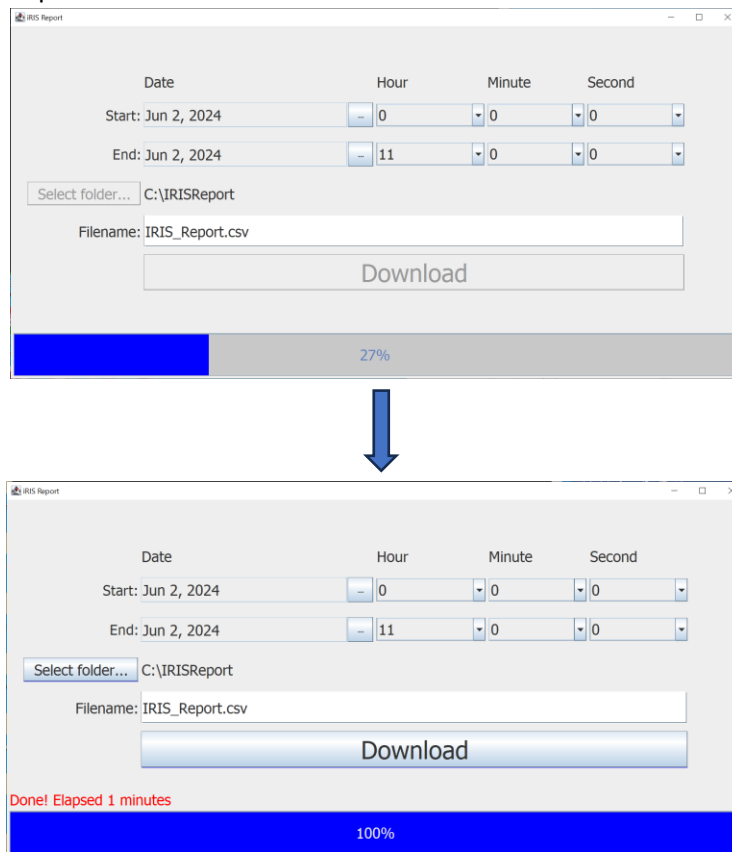 iRIS Report
Date Hour Minute Second
Start: Jun 2, 2024 ... 0 0 0
End: Jun 2, 2024 ... 11 0 0
Select folder... C:\IRISReport
Filename: IRIS_Report.csv
Download
27%
iRIS Report
Date Hour Minute Second
Start: Jun 2, 2024 ... 0 0 0
End: Jun 2, 2024 ... 11 0 0
Select folder... C:\IRISReport
Filename: IRIS_Report.csv
Download
Done! Elapsed 1 minutes
100%